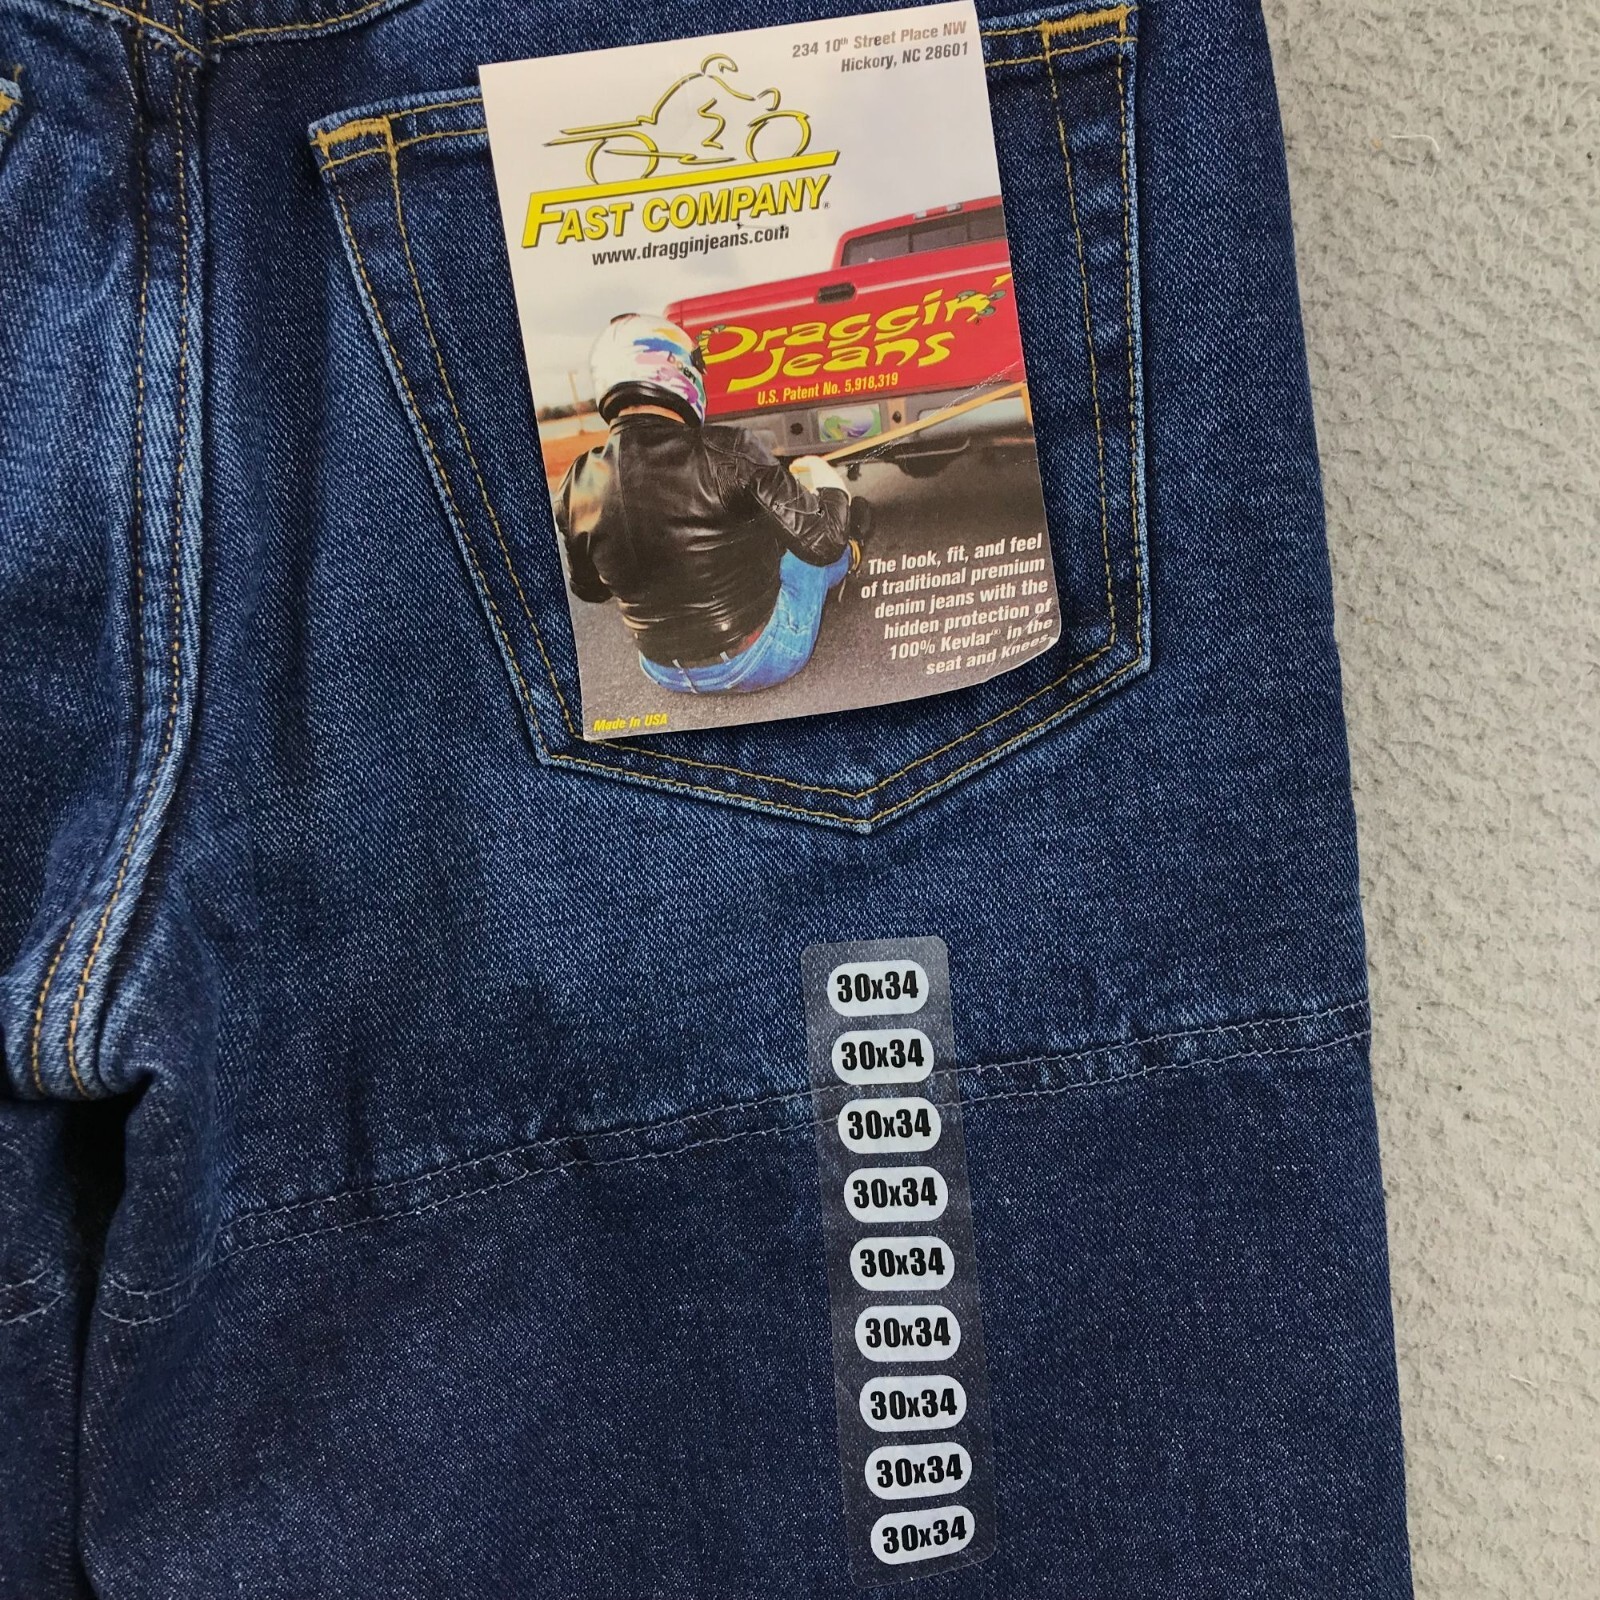 234 10th Street Place NW
Hickory, NC 28601
FAST COMPANY®
www.dragginjeans.com
Draggin'
Jeans
U.S. Patent No. 5,918,319
The look, fit, and feel
of traditional premium
denim jeans with the
hidden protection of
100% Kevlar® in the
seat and knees.
Made In USA
30x34
30x34
30x34
30x34
30x34
30x34
30x34
30x34
30x34